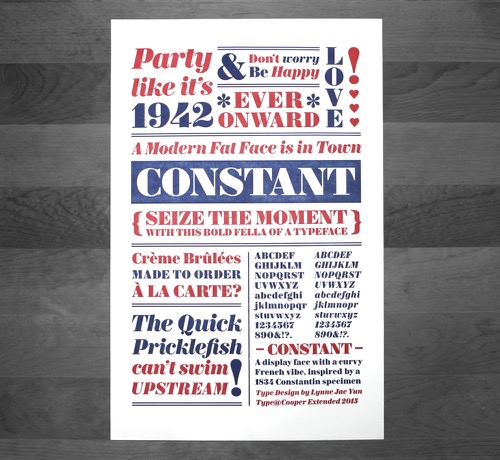 Party
like it's
1942
&
Don't worry
Be Happy
LOVE!
*EVER*
ONWARD
A Modern Fat Face is in Town
CONSTANT
{ SEIZE THE MOMENT }
WITH THIS BOLD FELLA OF A TYPEFACE
Crème Brûlées
MADE TO ORDER
À LA CARTE?
The Quick
Pricklefish
can't swim
UPSTREAM!
ABCDEF
GHIJKLM
NOPQRST
UVWXYZ
abcdefghi
jklmnopqr
stuvwxyz
1234567
890&!?.
ABCDEF
GHIJKLM
NOPQRST
UVWXYZ
abcdefghi
jklmnopr
stuvwxyz
1234567
890&!?.
– CONSTANT –
A display face with a curvy
French vibe, inspired by a
1834 Constantin specimen
Type Design by Lynne Jae Yun
Type@Cooper Extended 2015